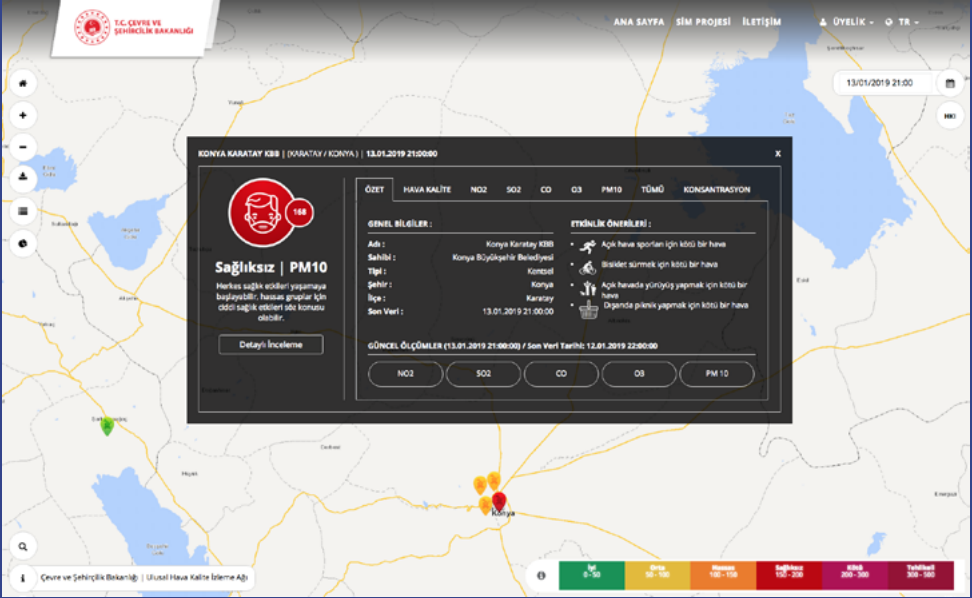 T.C. ÇEVRE VE
ŞEHİRCİLİK BAKANLIĞI
ANA SAYFA SİM PROJESİ İLETİŞİM ÜYELİK TR
13/01/2019 21:00
HKI
KONYA KARATAY KBB | (KARATAY / KONYA) | 13.01.2019 21:00:00 X
168
Sağlıksız | PM10
Herkes sağlık etkileri yaşamaya
başlayabilir, hassas gruplar için
ciddi sağlık etkileri söz konusu
olabilir.
Detaylı İnceleme
ÖZET HAVA KALİTE NO2 SO2 CO O3 PM10 TÜMÜ KONSANTRASYON
GENEL BİLGİLER :
Adı : Konya Karatay KBB
Sahibi : Konya Büyükşehir Belediyesi
Tipi : Kentsel
Şehir : Konya
İlçe : Karatay
Son Veri : 13.01.2019 21:00:00
ETKİNLİK ÖNERİLERİ :
Açık hava sporları için kötü bir hava
Bisiklet sürmek için kötü bir hava
Açık havada yürüyüş yapmak için kötü bir
hava
Dışarıda piknik yapmak için kötü bir hava
GÜNCEL ÖLÇÜMLER (13.01.2019 21:00:00) / Son Veri Tarihi: 12.01.2019 22:00:00
NO2 SO2 CO O3 PM 10
Konya
Çevre ve Şehirçilik Bakanlığı | Ulusal Hava Kalite İzleme Ağı
İyi
0 - 50
Orta
50 - 100
Hassas
100 - 150
Sağlıksız
150 - 200
Kötü
200 - 300
Tehlikeli
300 - 500